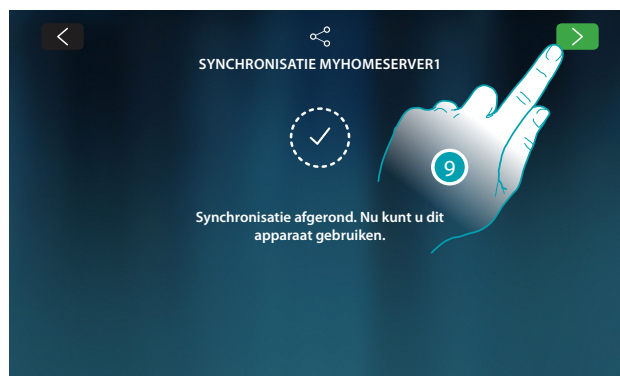 SYNCHRONISATIE MYHOMESERVER1
9
Synchronisatie afgerond. Nu kunt u dit
apparaat gebruiken.